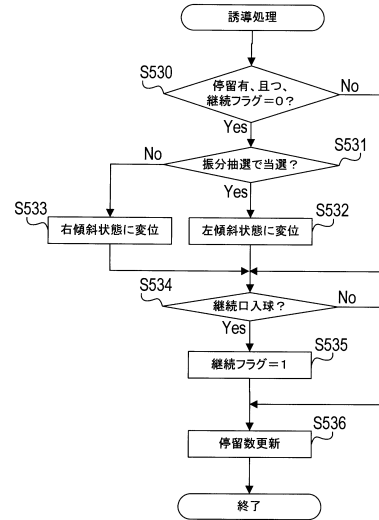 誘導処理
S530
停留有、且つ、
継続フラグ=0?
No
Yes
S531
振分抽選で当選?
No
Yes
S533
右傾斜状態に変位
S532
左傾斜状態に変位
S534
継続口入球?
No
Yes
S535
継続フラグ=1
S536
停留数更新
終了